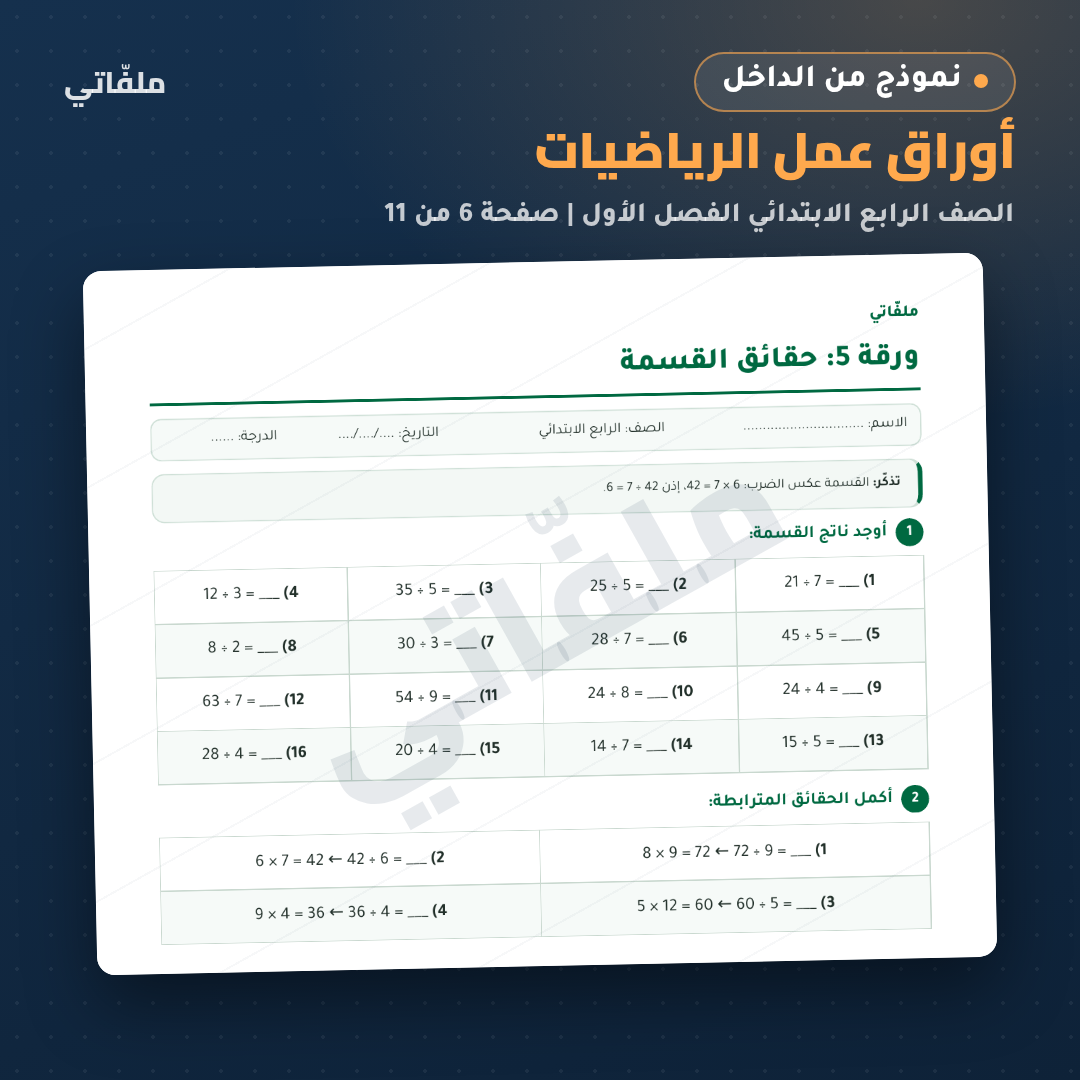 نموذج من الداخل
ملفّاتي
أوراق عمل الرياضيات
الصف الرابع الابتدائي الفصل الأول | صفحة 6 من 11
ملفّاتي
ورقة 5: حقائق القسمة
الاسم: .............................. الصف: الرابع الابتدائي التاريخ: ..../..../.... الدرجة: ......
تذكّر: القسمة عكس الضرب: 6 × 7 = 42، إذن 42 ÷ 7 = 6.
1 أوجد ناتج القسمة:
1) 21 ÷ 7 = ___ 2) 25 ÷ 5 = ___ 3) 35 ÷ 5 = ___ 4) 12 ÷ 3 = ___
5) 45 ÷ 5 = ___ 6) 28 ÷ 7 = ___ 7) 30 ÷ 3 = ___ 8) 8 ÷ 2 = ___
9) 24 ÷ 4 = ___ 10) 24 ÷ 8 = ___ 11) 54 ÷ 9 = ___ 12) 63 ÷ 7 = ___
13) 15 ÷ 5 = ___ 14) 14 ÷ 7 = ___ 15) 20 ÷ 4 = ___ 16) 28 ÷ 4 = ___
ملفّاتي
2 أكمل الحقائق المترابطة:
1) 8 × 9 = 72 ← 72 ÷ 9 = ___ 2) 6 × 7 = 42 ← 42 ÷ 6 = ___
3) 5 × 12 = 60 ← 60 ÷ 5 = ___ 4) 9 × 4 = 36 ← 36 ÷ 4 = ___